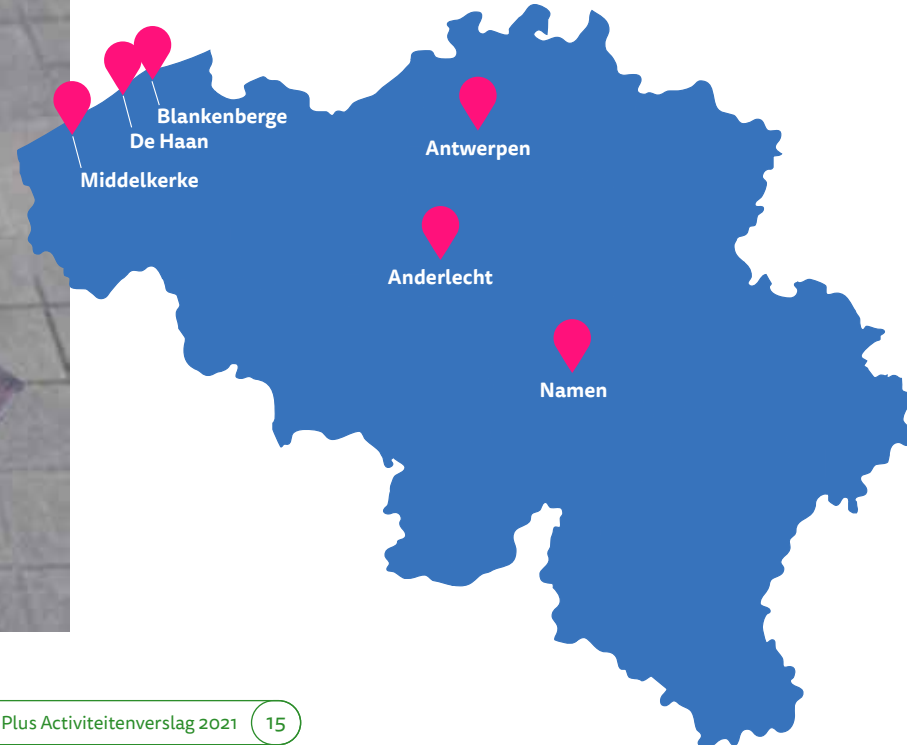 Blankenberge
De Haan
Middelkerke
Antwerpen
Anderlecht
Namen
Plus Activiteitenverslag 2021 15